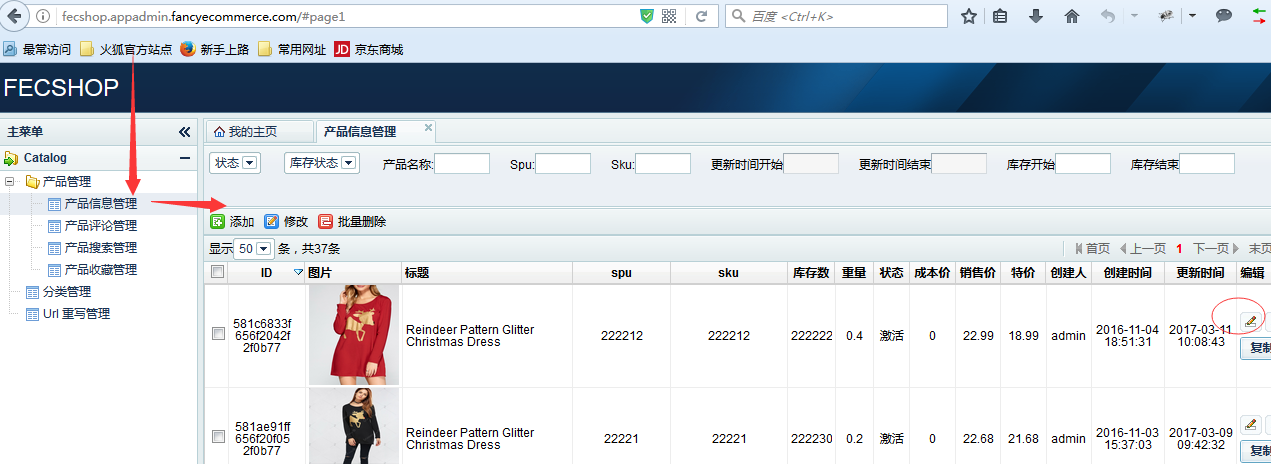 fecshop.appadmin.fancyecommerce.com/#page1 百度 <Ctrl+K>
最常访问 火狐官方站点 新手上路 常用网址 JD 京东商城
FECSHOP
主菜单 我的主页 产品信息管理
Catalog 状态 库存状态 产品名称: Spu: Sku: 更新时间开始 更新时间结束 库存开始 库存结束
产品管理
产品信息管理
产品评论管理
产品搜索管理
产品收藏管理
分类管理
Url 重写管理
添加 修改 批量删除
显示 50 条，共37条 首页 上一页 1 下一页 末页
ID 图片 标题 spu sku 库存数 重量 状态 成本价 销售价 特价 创建人 创建时间 更新时间 编辑
581c6833f656f2042f2f0b77 Reindeer Pattern Glitter Christmas Dress 222212 222212 222222 0.4 激活 0 22.99 18.99 admin 2016-11-04 18:51:31 2017-03-11 10:08:43 复制
581ae91ff656f20f050b77 Reindeer Pattern Glitter Christmas Dress 22221 22221 222230 0.2 激活 0 22.68 21.68 admin 2016-11-03 15:37:03 2017-03-09 09:42:32 复制